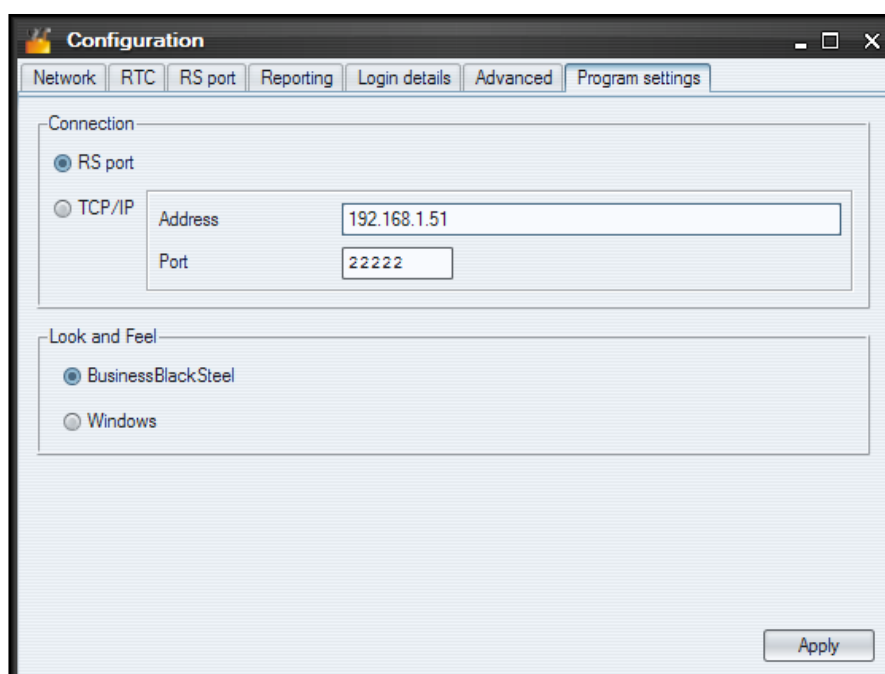 Configuration
Network RTC RS port Reporting Login details Advanced Program settings
Connection
RS port
TCP/IP
Address 192.168.1.51
Port 22222
Look and Feel
BusinessBlackSteel
Windows
Apply